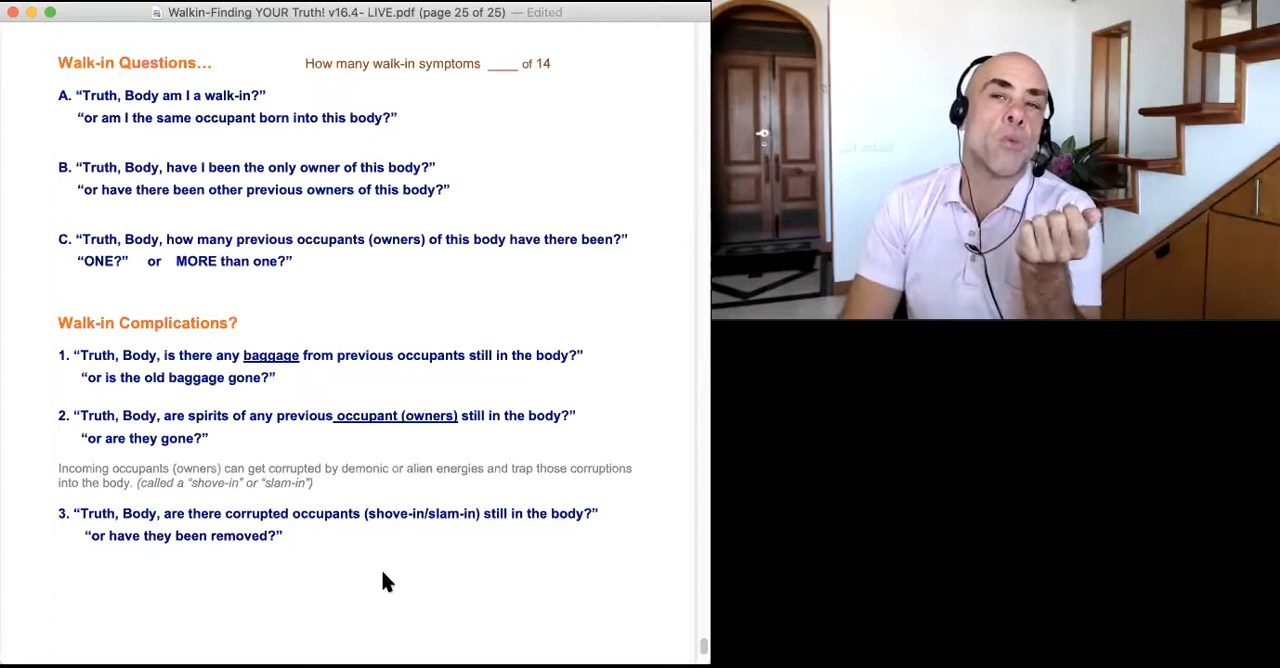 Walkin-Finding YOUR Truth! v16.4- LIVE.pdf (page 25 of 25) — Edited
Walk-in Questions… How many walk-in symptoms ____ of 14
A. “Truth, Body am I a walk-in?”
“or am I the same occupant born into this body?”
B. “Truth, Body, have I been the only owner of this body?”
“or have there been other previous owners of this body?”
C. “Truth, Body, how many previous occupants (owners) of this body have there been?”
“ONE?” or MORE than one?”
Walk-in Complications?
1. “Truth, Body, is there any baggage from previous occupants still in the body?”
“or is the old baggage gone?”
2. “Truth, Body, are spirits of any previous occupant (owners) still in the body?”
“or are they gone?”
Incoming occupants (owners) can get corrupted by demonic or alien energies and trap those corruptions
into the body. (called a “shove-in” or “slam-in”)
3. “Truth, Body, are there corrupted occupants (shove-in/slam-in) still in the body?”
“or have they been removed?”